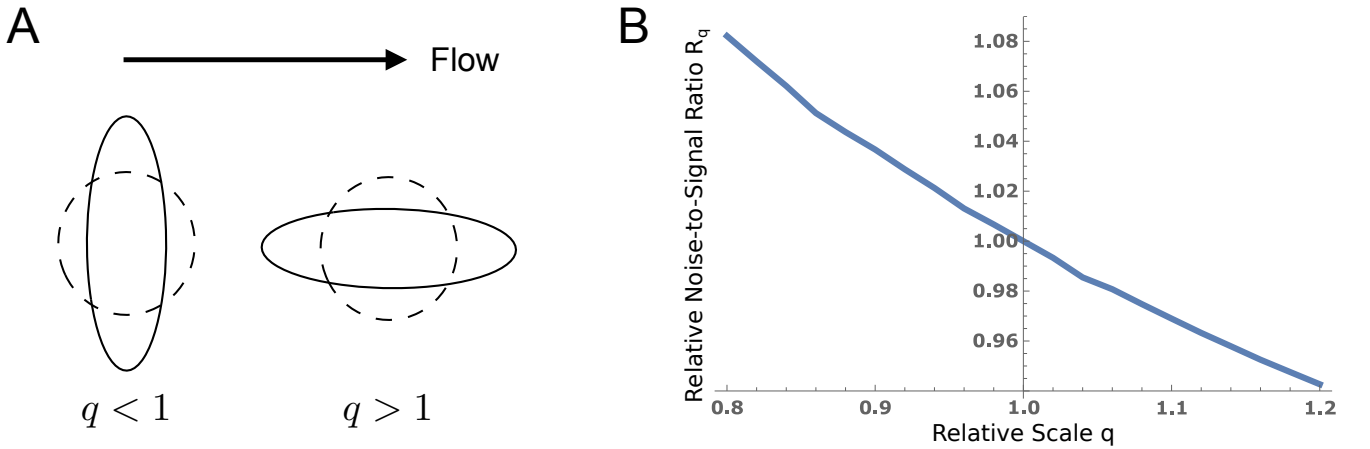 A
Flow
q < 1
q > 1
B
Relative Noise-to-Signal Ratio R_q
1.08
1.06
1.04
1.02
1.00
0.98
0.96
0.8
0.9
1.0
1.1
1.2
Relative Scale q